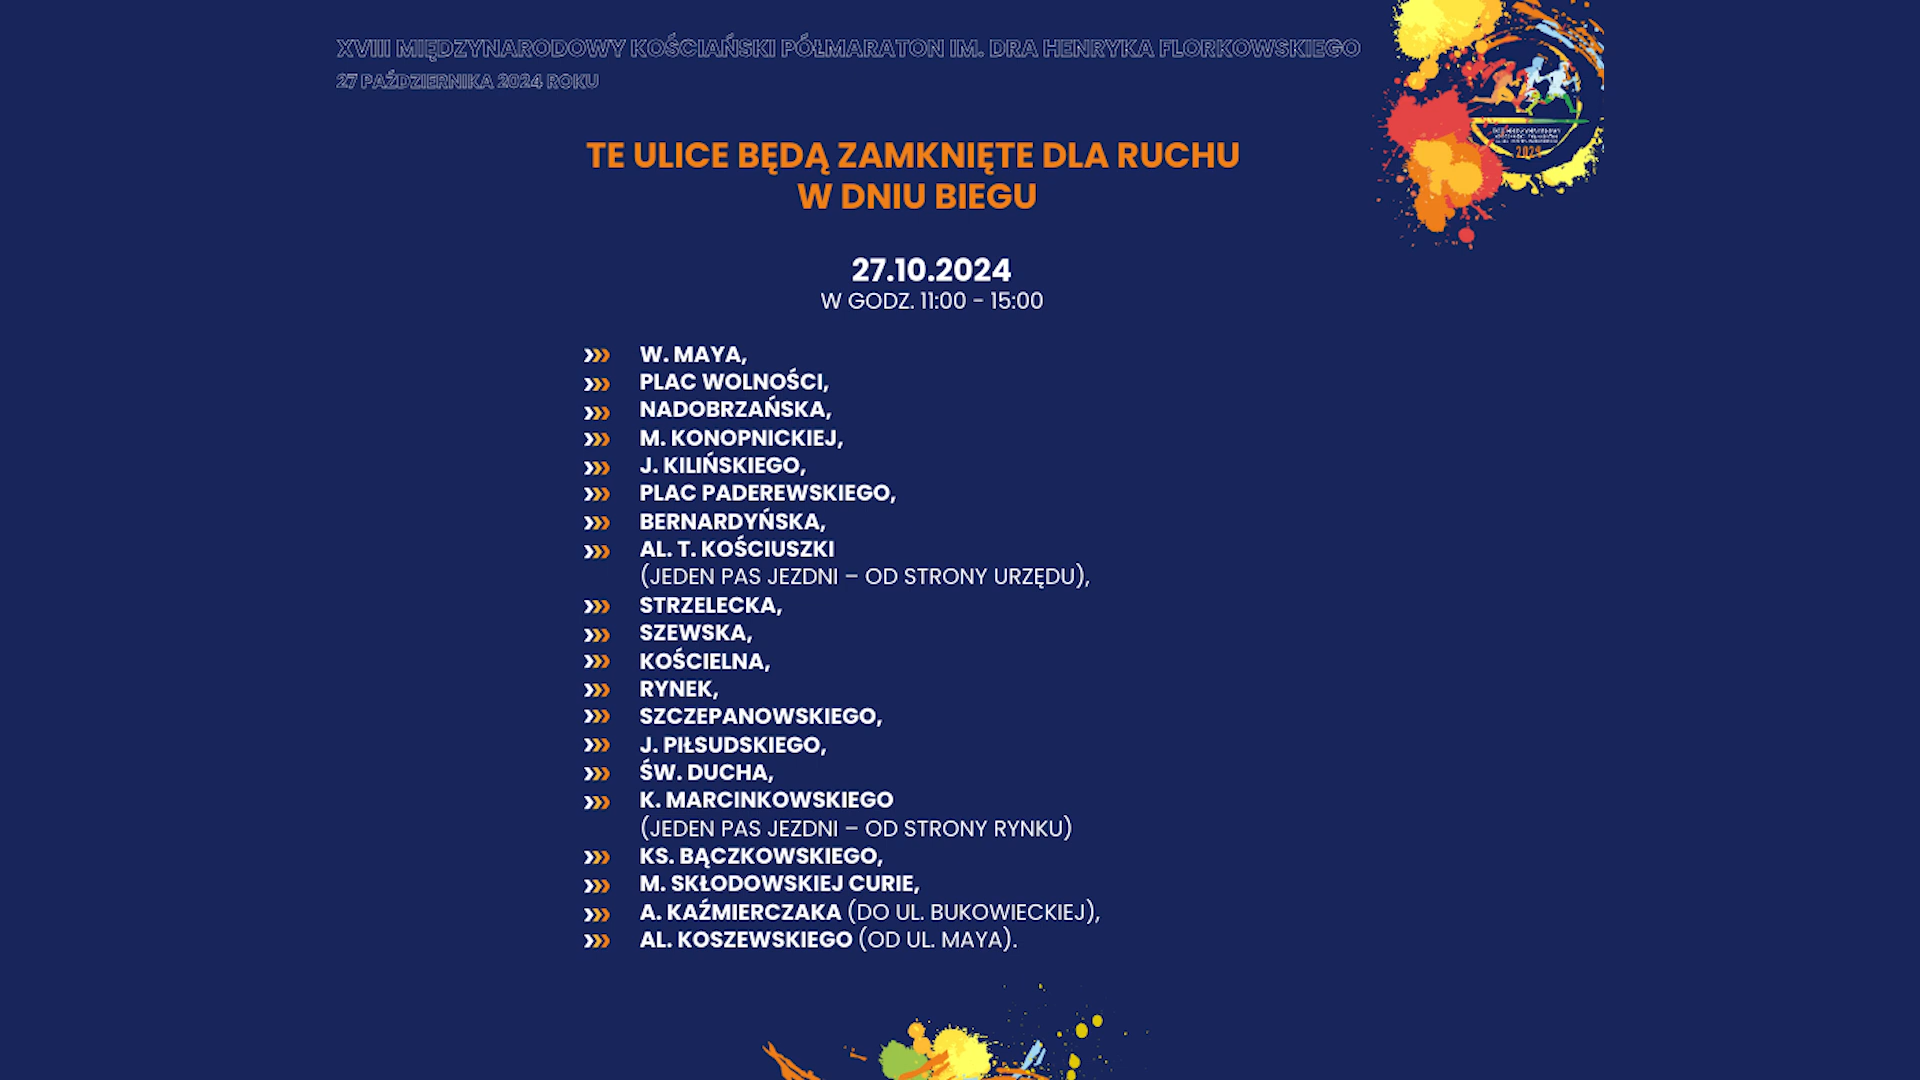 XVIII MIĘDZYNARODOWY KOŚCIAŃSKI PÓŁMARATON IM. DRA HENRYKA FLORKOWSKIEGO
27 PAŹDZIERNIKA 2024 ROKU
TE ULICE BĘDĄ ZAMKNIĘTE DLA RUCHU
W DNIU BIEGU
27.10.2024
W GODZ. 11:00 - 15:00
W. MAYA,
PLAC WOLNOŚCI,
NADOBRZAŃSKA,
M. KONOPNICKIEJ,
J. KILIŃSKIEGO,
PLAC PADEREWSKIEGO,
BERNARDYŃSKA,
AL. T. KOŚCIUSZKI
(JEDEN PAS JEZDNI – OD STRONY URZĘDU),
STRZELECKA,
SZEWSKA,
KOŚCIELNA,
RYNEK,
SZCZEPANOWSKIEGO,
J. PIŁSUDSKIEGO,
ŚW. DUCHA,
K. MARCINKOWSKIEGO
(JEDEN PAS JEZDNI – OD STRONY RYNKU)
KS. BĄCZKOWSKIEGO,
M. SKŁODOWSKIEJ CURIE,
A. KAŹMIERCZAKA (DO UL. BUKOWIECKIEJ),
AL. KOSZEWSKIEGO (OD UL. MAYA).